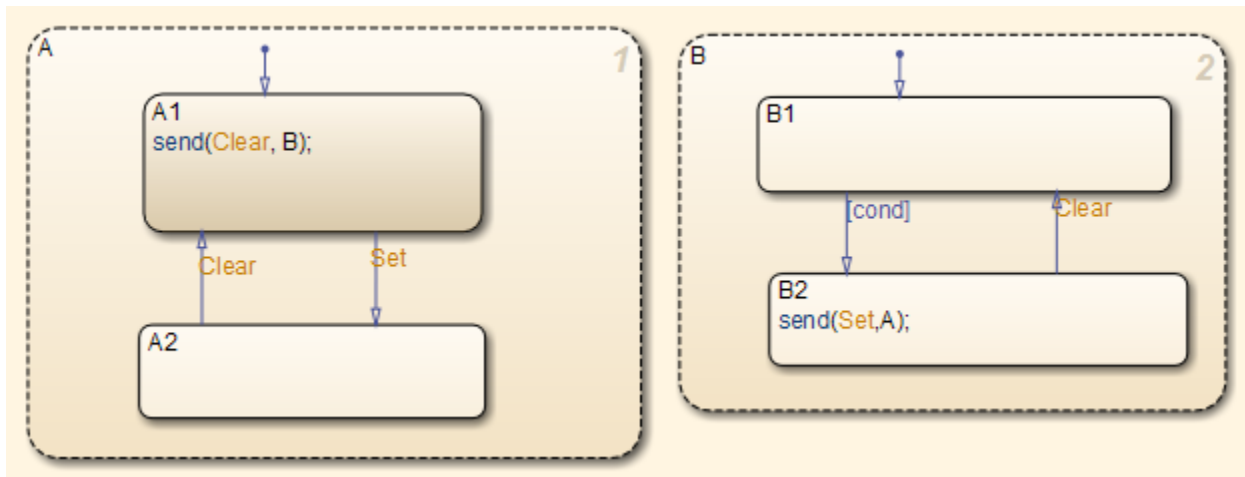 A
1
A1
send(Clear, B);
Clear
Set
A2
B
2
B1
[cond]
Clear
B2
send(Set,A);